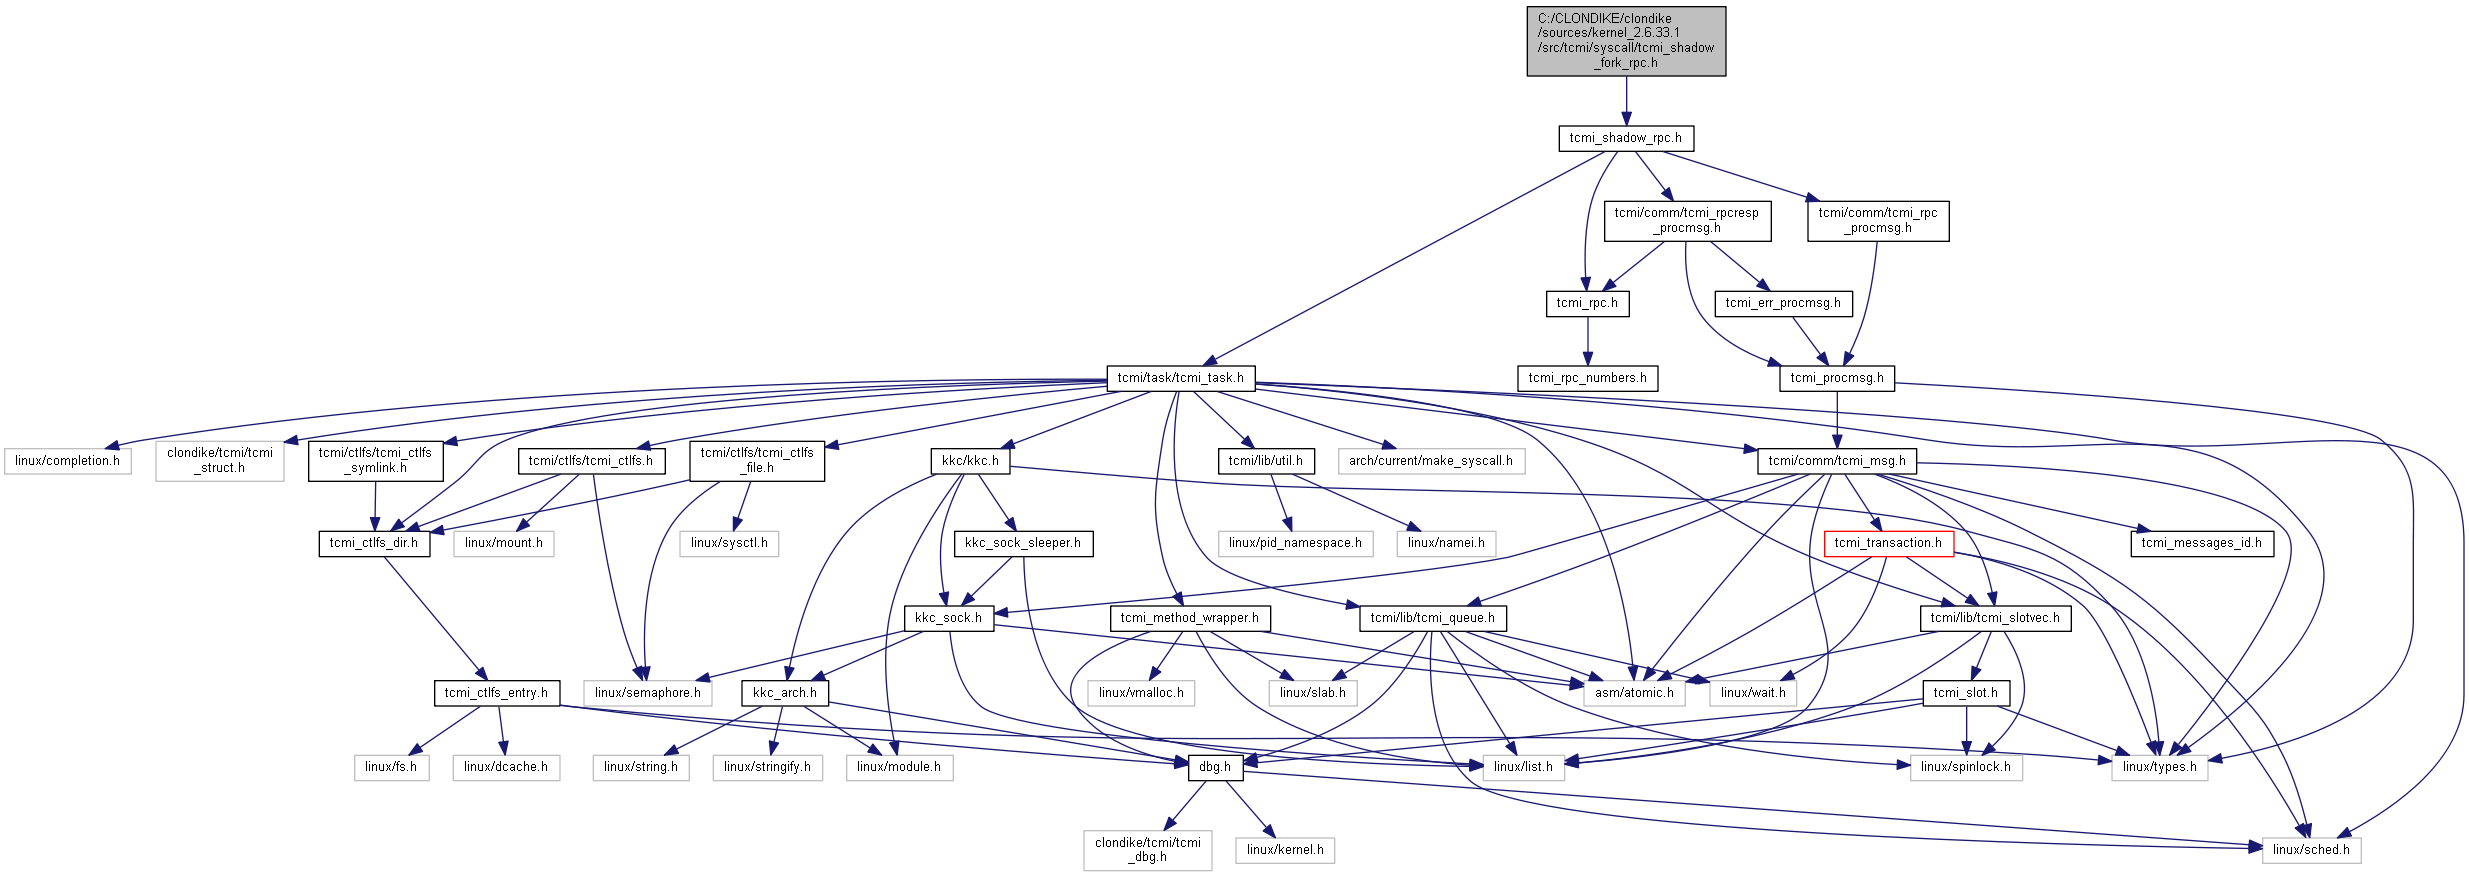 C:/CLONDIKE/clondike
/sources/kernel_2.6.33.1
/src/tcmi/syscall/tcmi_shadow
_fork_rpc.h
tcmi_shadow_rpc.h
tcmi/comm/tcmi_rpcresp
_procmsg.h
tcmi/comm/tcmi_rpc
_procmsg.h
tcmi_rpc.h
tcmi_err_procmsg.h
tcmi/task/tcmi_task.h
tcmi_rpc_numbers.h
tcmi_procmsg.h
linux/completion.h
clondike/tcmi/tcmi
_struct.h
tcmi/ctlfs/tcmi_ctlfs
_symlink.h
tcmi/ctlfs/tcmi_ctlfs.h
tcmi/ctlfs/tcmi_ctlfs
_file.h
kkc/kkc.h
tcmi/lib/util.h
arch/current/make_syscall.h
tcmi/comm/tcmi_msg.h
tcmi_ctlfs_dir.h
linux/mount.h
linux/sysctl.h
kkc_sock_sleeper.h
linux/pid_namespace.h
linux/namei.h
tcmi_transaction.h
tcmi_messages_id.h
kkc_sock.h
tcmi_method_wrapper.h
tcmi/lib/tcmi_queue.h
tcmi/lib/tcmi_slotvec.h
tcmi_ctlfs_entry.h
linux/semaphore.h
kkc_arch.h
linux/vmalloc.h
linux/slab.h
asm/atomic.h
linux/wait.h
tcmi_slot.h
linux/fs.h
linux/dcache.h
linux/string.h
linux/stringify.h
linux/module.h
dbg.h
linux/list.h
linux/spinlock.h
linux/types.h
clondike/tcmi/tcmi
_dbg.h
linux/kernel.h
linux/sched.h